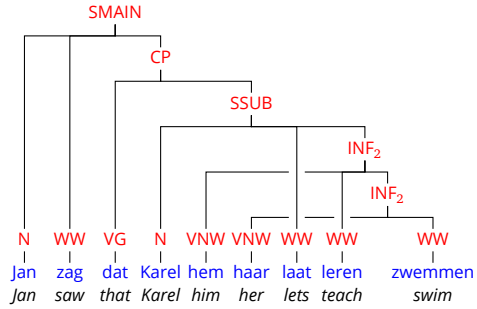 SMAIN
CP
SSUB
INF₂
INF₂
N WW VG N VNW VNW WW WW WW
Jan zag dat Karel hem haar laat leren zwemmen
Jan saw that Karel him her lets teach swim